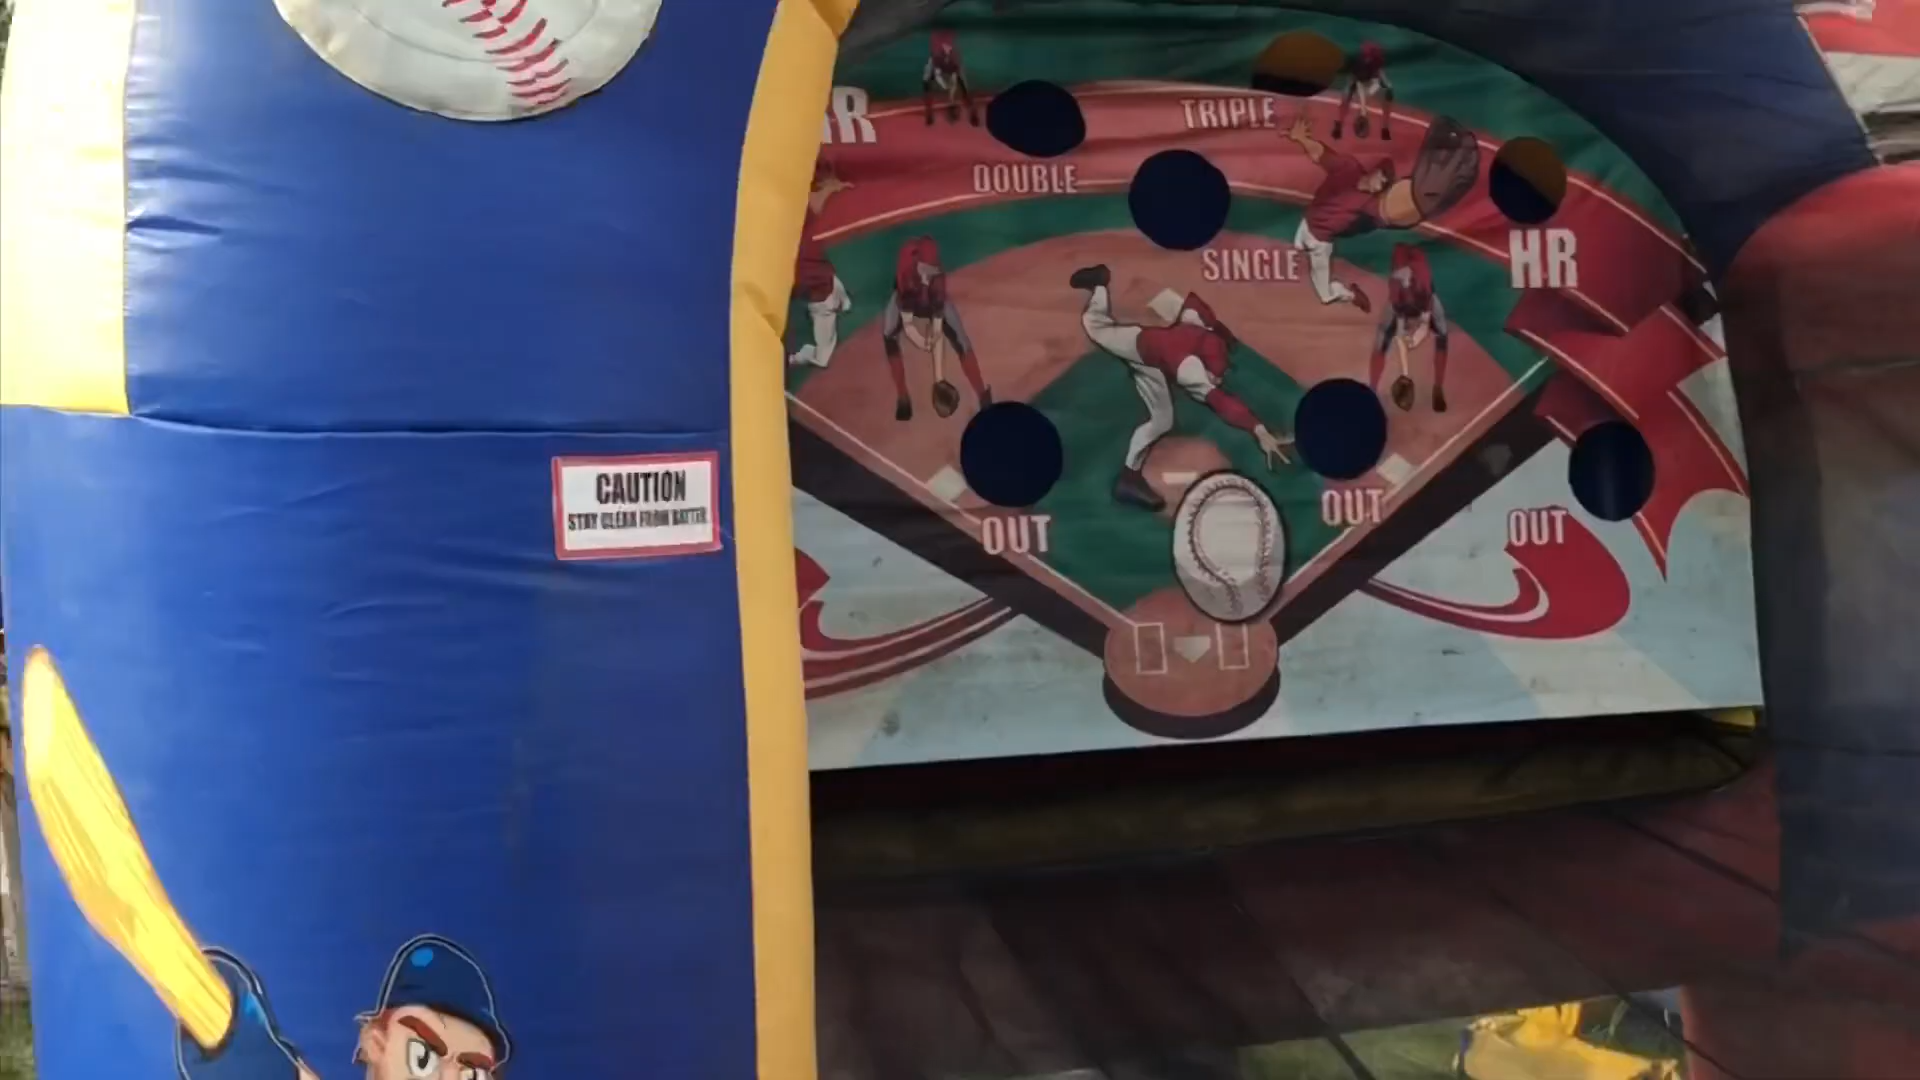 HR
TRIPLE
DOUBLE
SINGLE
HR
CAUTION
STAY CLEAR FROM BATTER
OUT
OUT
OUT